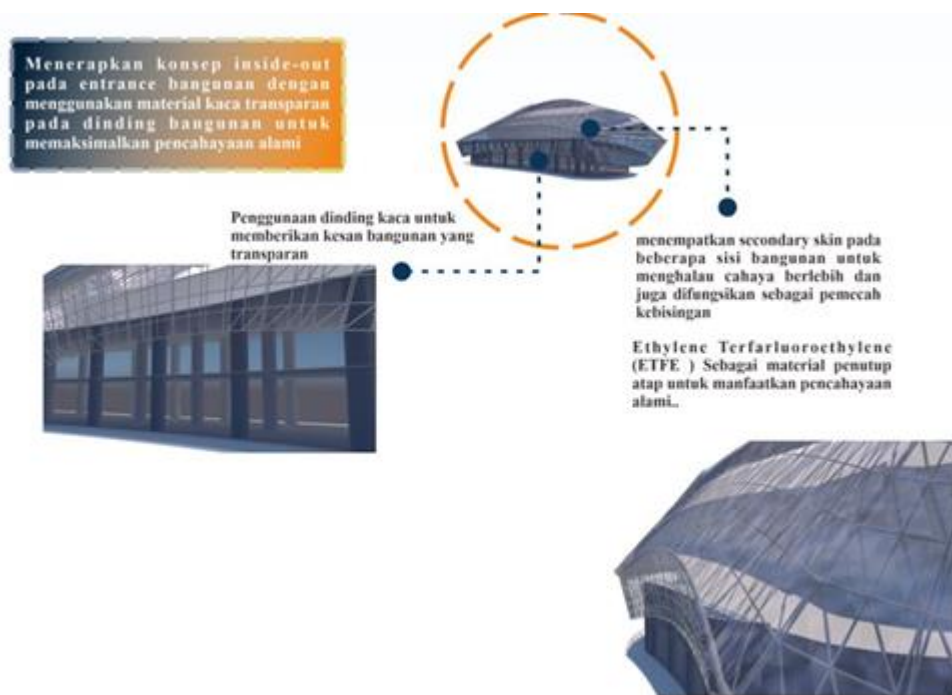 Menerapkan konsep inside-out
pada entrance bangunan dengan
menggunakan material kaca transparan
pada dinding bangunan untuk
memaksimalkan pencahayaan alami
Penggunaan dinding kaca untuk
memberikan kesan bangunan yang
transparan
menempatkan secondary skin pada
beberapa sisi bangunan untuk
menghalau cahaya berlebih dan
juga difungsikan sebagai pemecah
kebisingan
Ethylene Terfarluoroethylene
(ETFE ) Sebagai material penutup
atap untuk manfaatkan pencahayaan
alami..